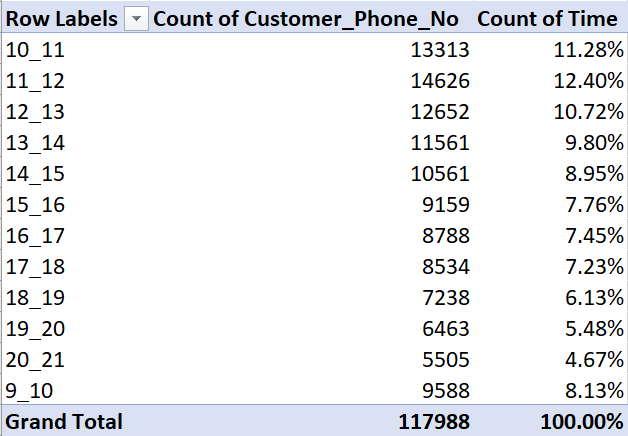 Row Labels Count of Customer_Phone_No Count of Time
10_11 13313 11.28%
11_12 14626 12.40%
12_13 12652 10.72%
13_14 11561 9.80%
14_15 10561 8.95%
15_16 9159 7.76%
16_17 8788 7.45%
17_18 8534 7.23%
18_19 7238 6.13%
19_20 6463 5.48%
20_21 5505 4.67%
9_10 9588 8.13%
Grand Total 117988 100.00%